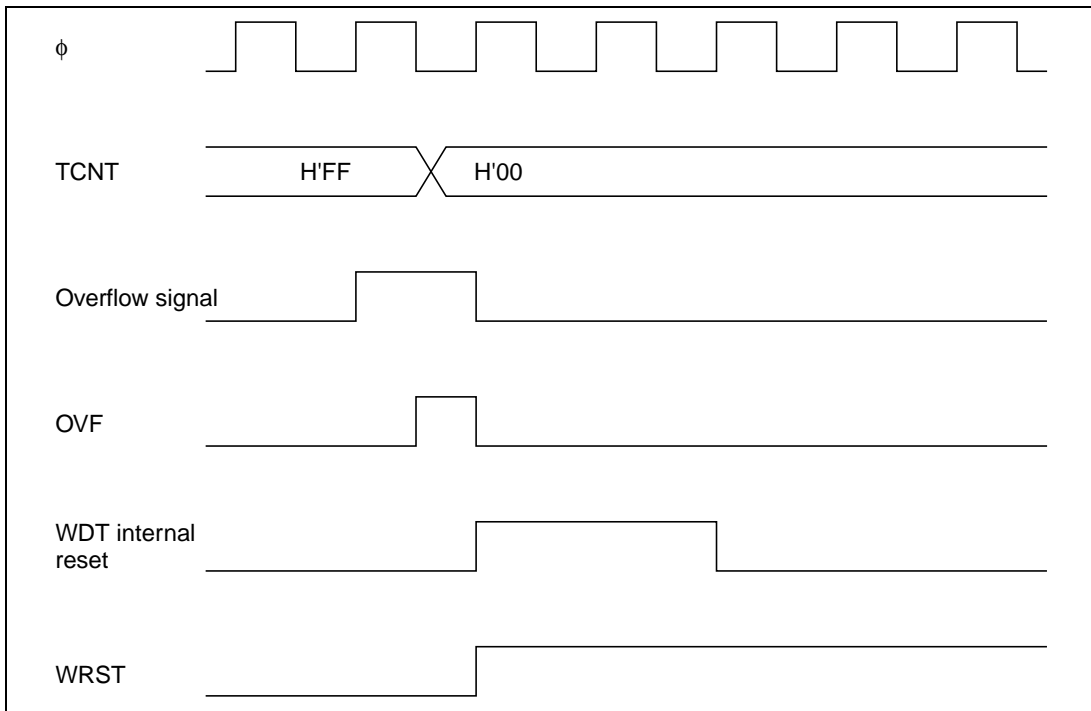 ϕ
TCNT H'FF H'00
Overflow signal
OVF
WDT internal
reset
WRST